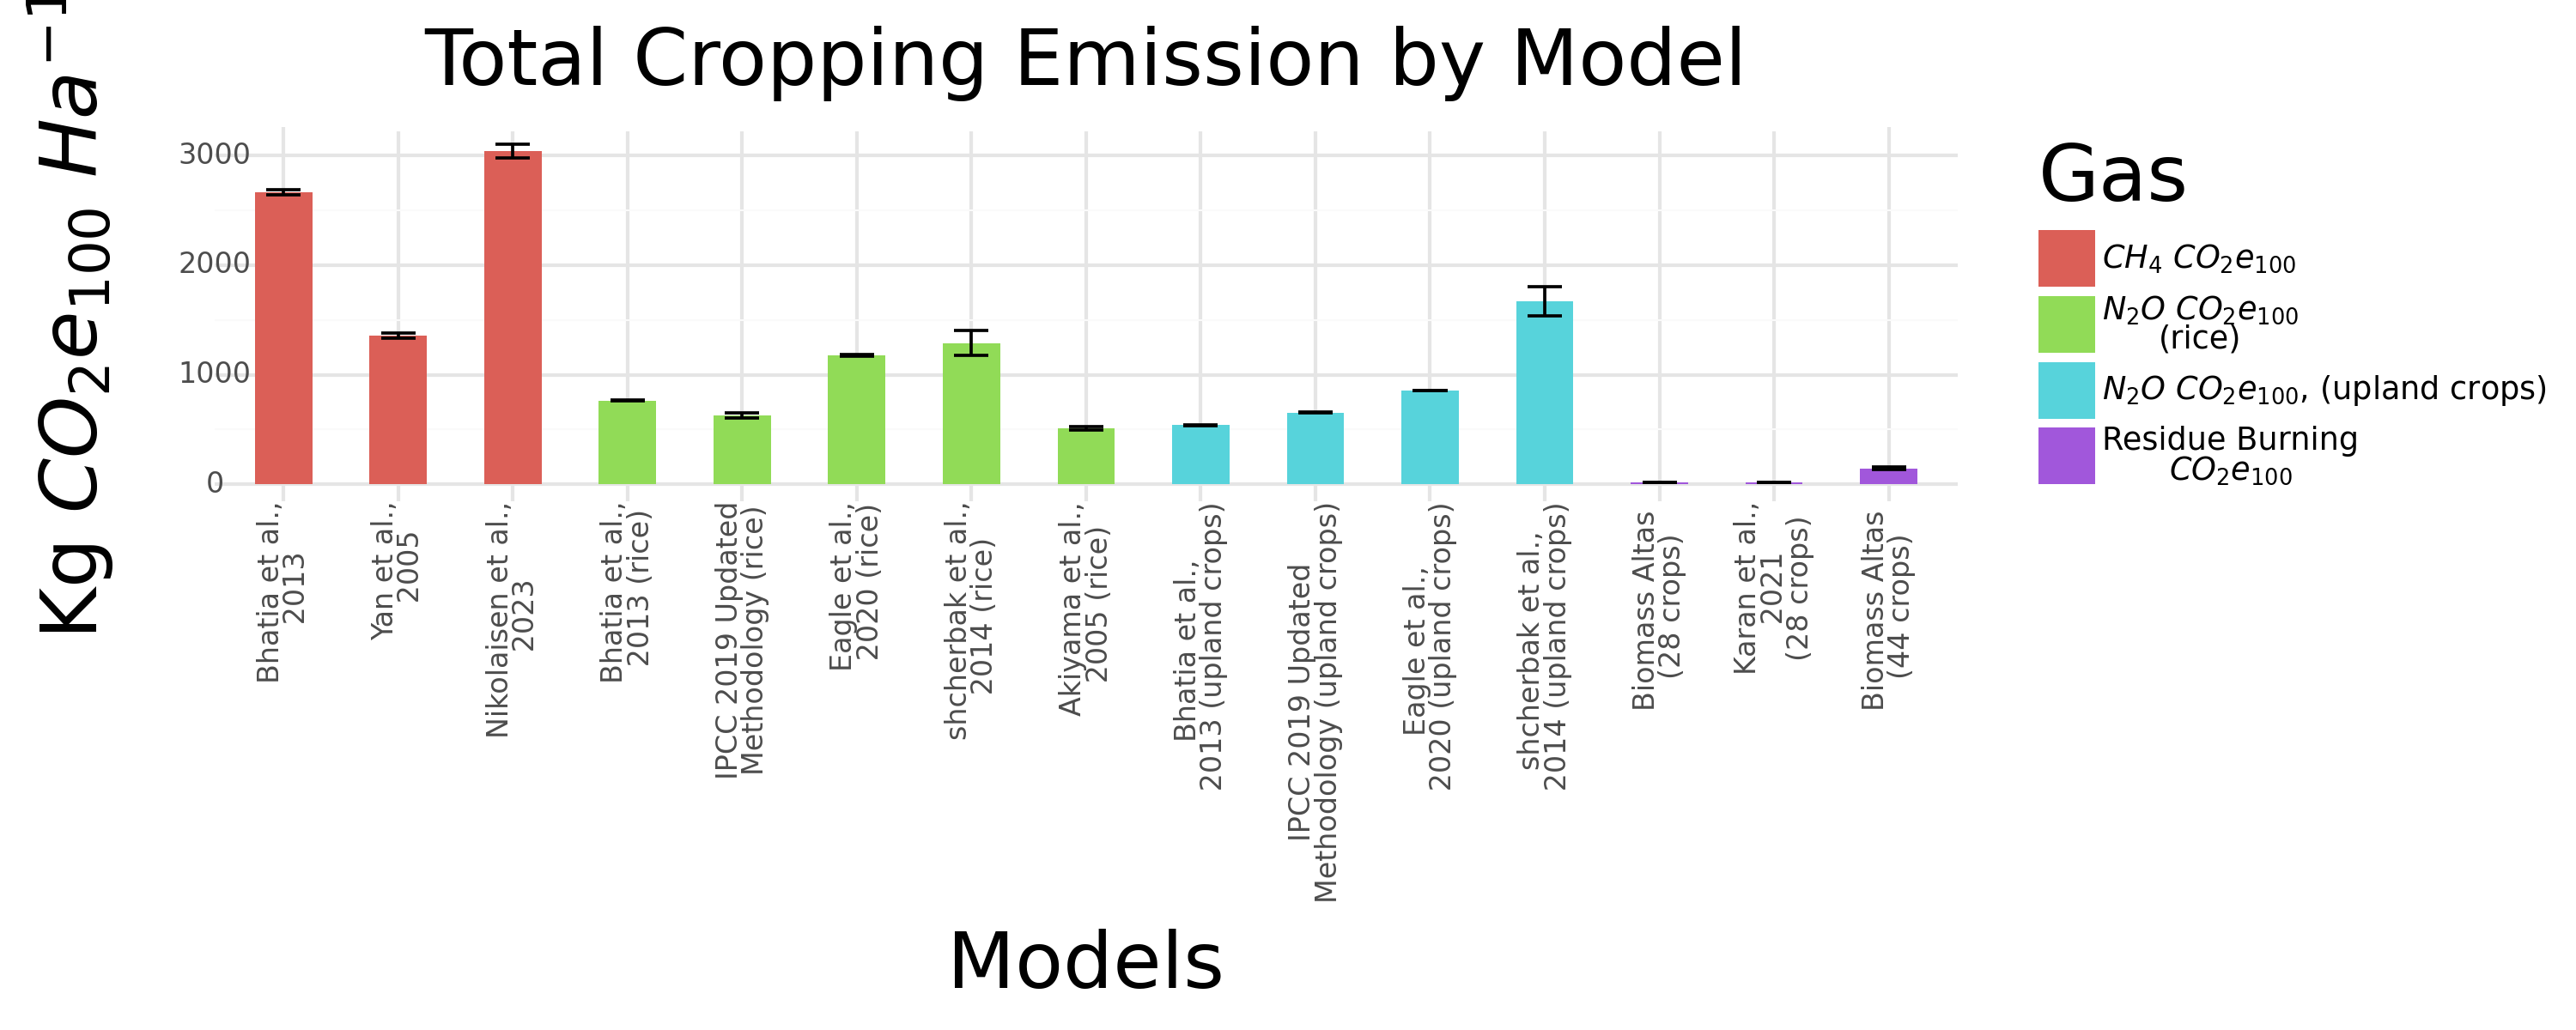 Total Cropping Emission by Model
Kg CO₂e₁₀₀ Ha⁻¹
3000
2000
1000
0
Bhatia et al.,
2013
Yan et al.,
2005
Nikolaisen et al.,
2023
Bhatia et al.,
2013 (rice)
IPCC 2019 Updated
Methodology (rice)
Eagle et al.,
2020 (rice)
shcherbak et al.,
2014 (rice)
Akiyama et al.,
2005 (rice)
Bhatia et al.,
2013 (upland crops)
IPCC 2019 Updated
Methodology (upland crops)
Eagle et al.,
2020 (upland crops)
shcherbak et al.,
2014 (upland crops)
Biomass Altas
(28 crops)
Karan et al.,
2021
(28 crops)
Biomass Altas
(44 crops)
Models
Gas
CH₄ CO₂e₁₀₀
N₂O CO₂e₁₀₀
(rice)
N₂O CO₂e₁₀₀, (upland crops)
Residue Burning
CO₂e₁₀₀